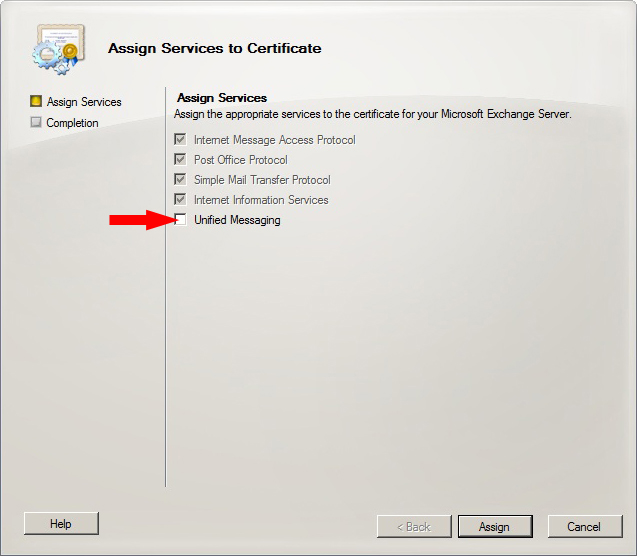 Assign Services to Certificate
Assign Services
Completion
Assign Services
Assign the appropriate services to the certificate for your Microsoft Exchange Server.
Internet Message Access Protocol
Post Office Protocol
Simple Mail Transfer Protocol
Internet Information Services
Unified Messaging
Help
< Back
Assign
Cancel